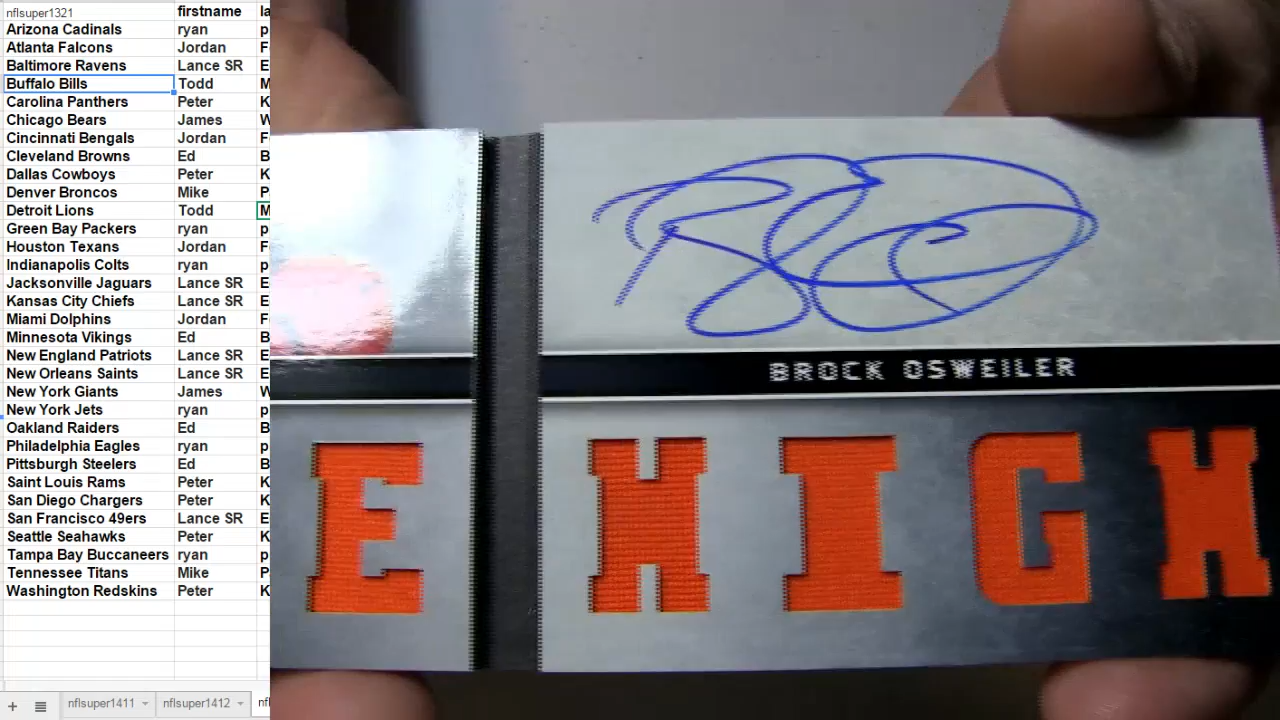 nflsuper1321 firstname la
Arizona Cadinals ryan p
Atlanta Falcons Jordan F
Baltimore Ravens Lance SR E
Buffalo Bills Todd M
Carolina Panthers Peter K
Chicago Bears James W
Cincinnati Bengals Jordan F
Cleveland Browns Ed B
Dallas Cowboys Peter K
Denver Broncos Mike P
Detroit Lions Todd M
Green Bay Packers ryan p
Houston Texans Jordan F
Indianapolis Colts ryan p
Jacksonville Jaguars Lance SR E
Kansas City Chiefs Lance SR E
Miami Dolphins Jordan F
Minnesota Vikings Ed B
New England Patriots Lance SR E
New Orleans Saints Lance SR E
New York Giants James W
New York Jets ryan p
Oakland Raiders Ed B
Philadelphia Eagles ryan p
Pittsburgh Steelers Ed B
Saint Louis Rams Peter K
San Diego Chargers Peter K
San Francisco 49ers Lance SR E
Seattle Seahawks Peter K
Tampa Bay Buccaneers ryan p
Tennessee Titans Mike P
Washington Redskins Peter K
nflsuper1411 nflsuper1412 nfl
BROCK OSWEILER
E HIGH